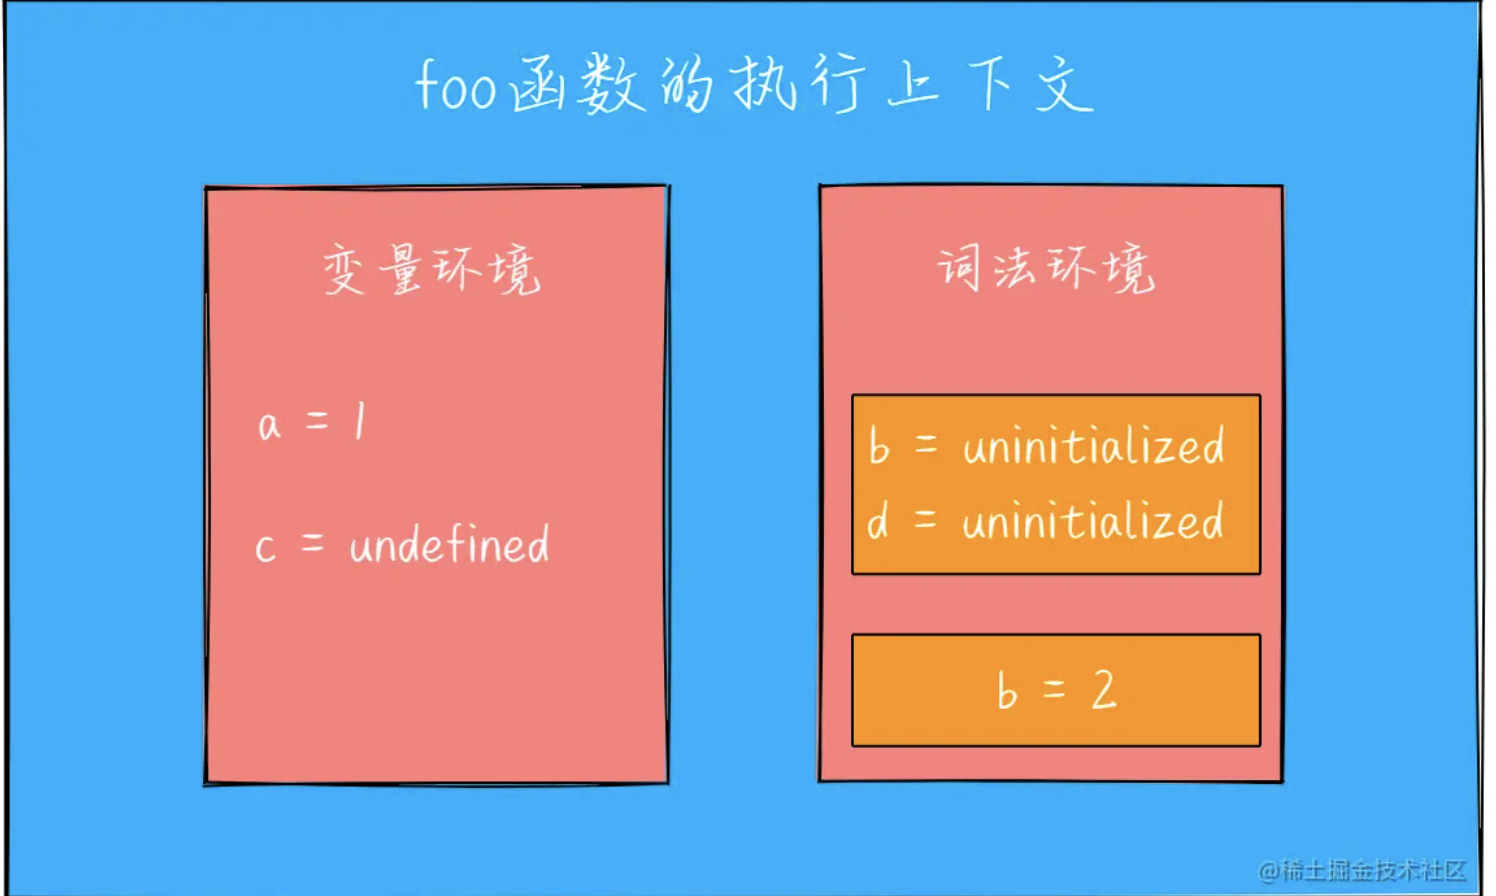 foo函数的执行上下文
变量环境
a = 1
c = undefined
词法环境
b = uninitialized
d = uninitialized
b = 2
@稀土掘金技术社区